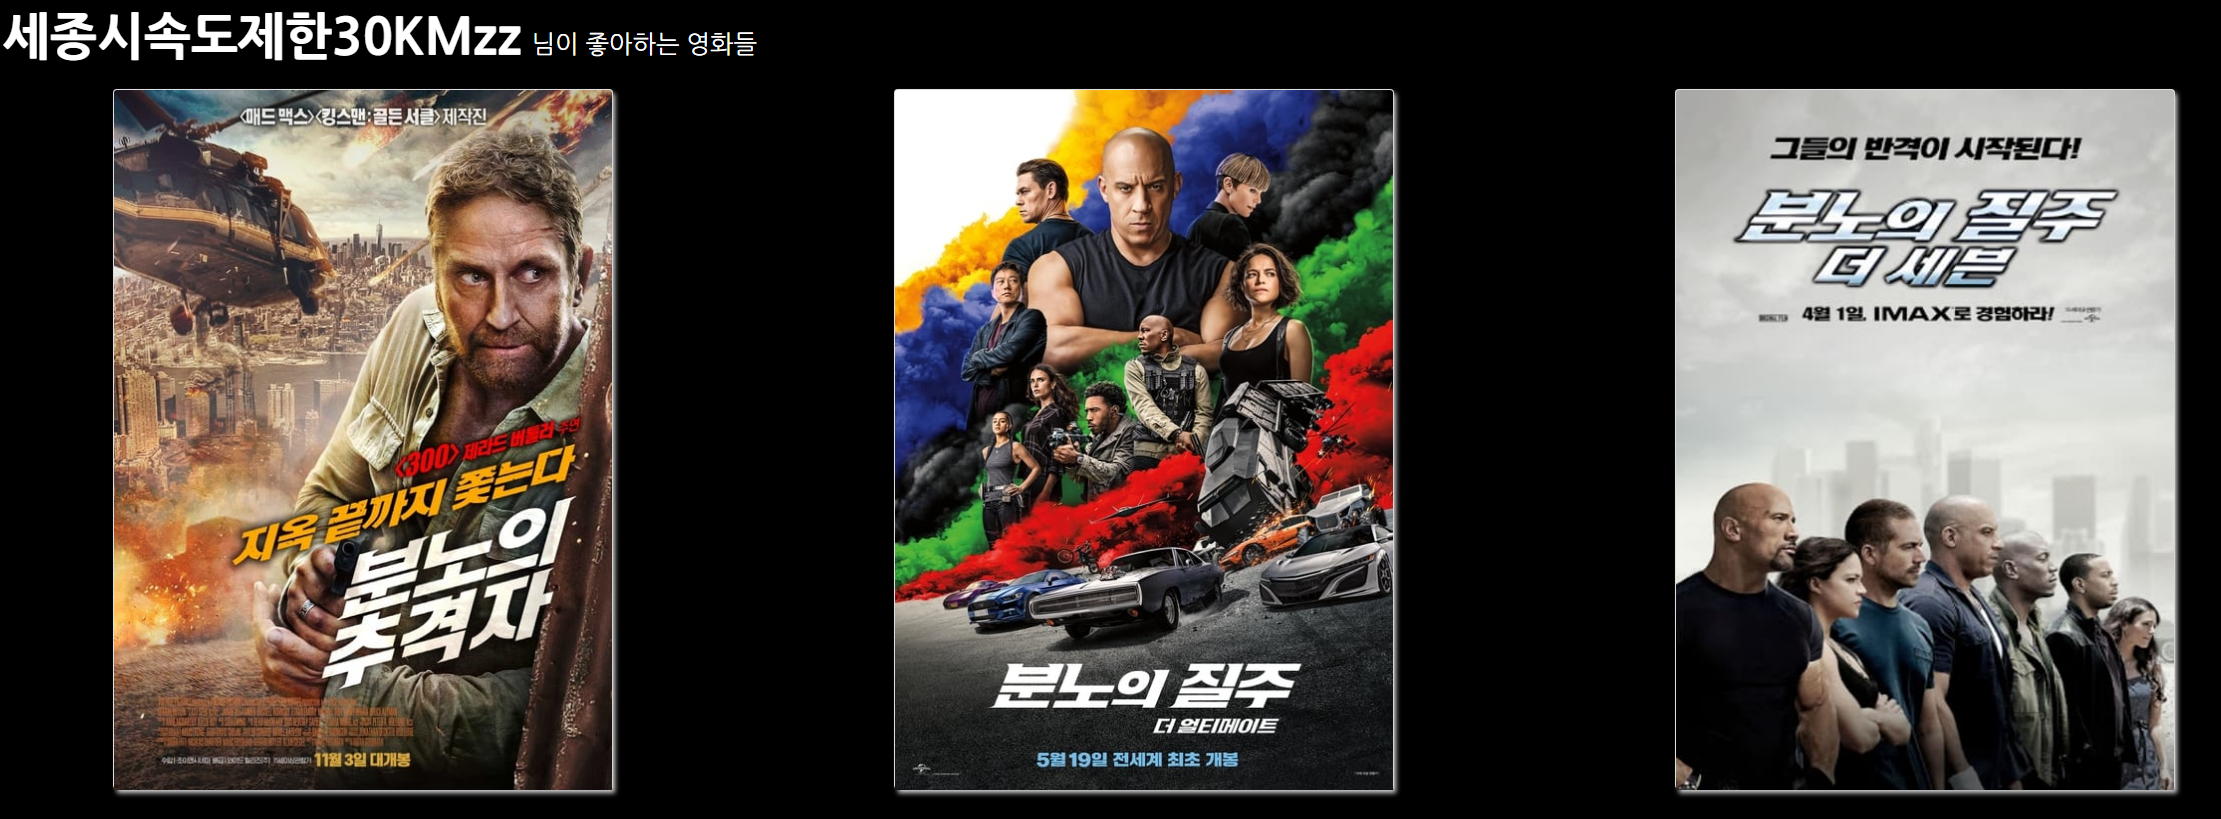 세종시속도제한30KMzz 님이 좋아하는 영화들
<매드 맥스> <킹스맨: 골든 서클> 제작진
<300> 제라드 버틀러 주연
지옥 끝까지 쫓는다
분노의
추격자
11월 3일 대개봉
분노의 질주
더 얼티메이트
5월 19일 전세계 최초 개봉
그들의 반격이 시작된다!
분노의 질주
더 세븐
4월 1일, IMAX로 경험하라!